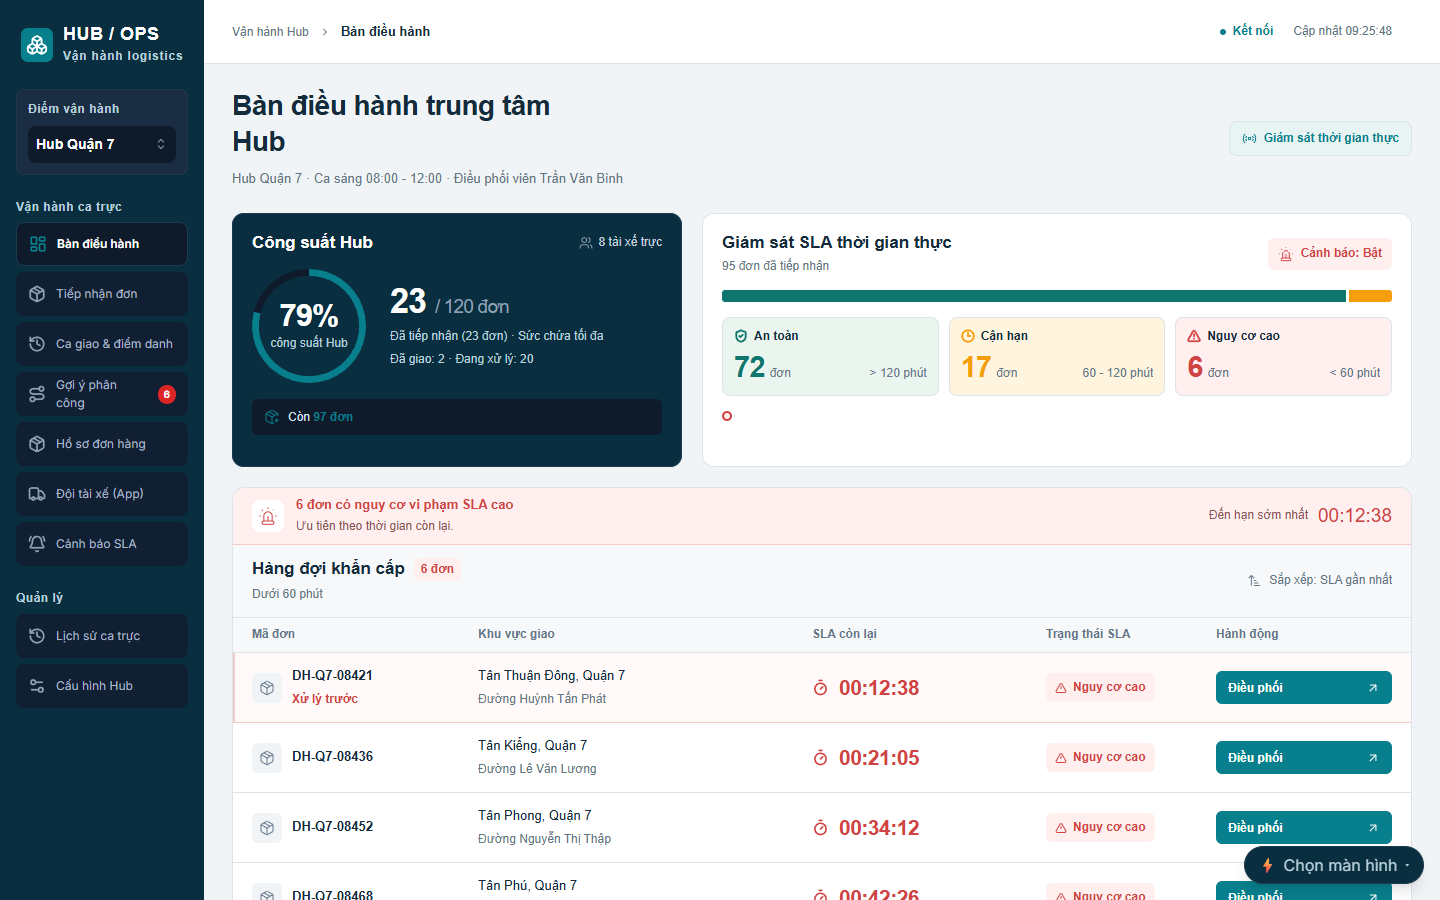 HUB / OPS
Vận hành logistics
Điểm vận hành
Hub Quận 7
Vận hành ca trực
Bàn điều hành
Tiếp nhận đơn
Ca giao & điểm danh
Gợi ý phân
công
6
Hồ sơ đơn hàng
Đội tài xế (App)
Cảnh báo SLA
Quản lý
Lịch sử ca trực
Cấu hình Hub
Vận hành Hub > Bàn điều hành
Kết nối
Cập nhật 09:25:48
Bàn điều hành trung tâm
Hub
Hub Quận 7 · Ca sáng 08:00 - 12:00 · Điều phối viên Trần Văn Bình
Giám sát thời gian thực
Công suất Hub
8 tài xế trực
79%
công suất Hub
23 / 120 đơn
Đã tiếp nhận (23 đơn) · Sức chứa tối đa
Đã giao: 2 · Đang xử lý: 20
Còn 97 đơn
Giám sát SLA thời gian thực
95 đơn đã tiếp nhận
Cảnh báo: Bật
An toàn
72 đơn
> 120 phút
Cận hạn
17 đơn
60 - 120 phút
Nguy cơ cao
6 đơn
< 60 phút
6 đơn có nguy cơ vi phạm SLA cao
Ưu tiên theo thời gian còn lại.
Đến hạn sớm nhất 00:12:38
Hàng đợi khẩn cấp 6 đơn
Dưới 60 phút
Sắp xếp: SLA gần nhất
Mã đơn Khu vực giao SLA còn lại Trạng thái SLA Hành động
DH-Q7-08421
Xử lý trước
Tân Thuận Đông, Quận 7
Đường Huỳnh Tấn Phát
00:12:38
Nguy cơ cao
Điều phối
DH-Q7-08436
Tân Kiểng, Quận 7
Đường Lê Văn Lương
00:21:05
Nguy cơ cao
Điều phối
DH-Q7-08452
Tân Phong, Quận 7
Đường Nguyễn Thị Thập
00:34:12
Nguy cơ cao
Điều phối
DH-Q7-08468
Tân Phú, Quận 7
00:42:26
Nguy cơ cao
Điều phối
Chọn màn hình ·